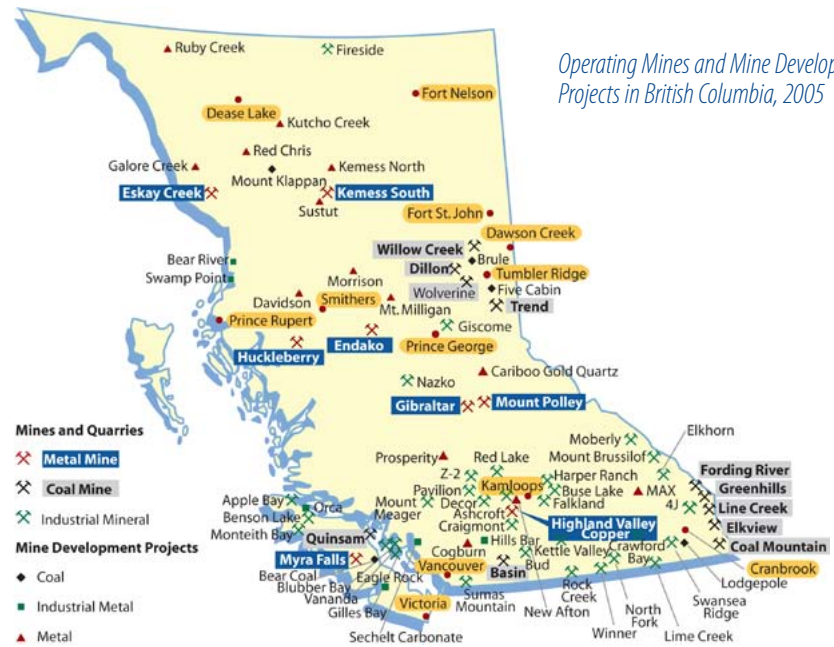 Operating Mines and Mine Develop
Projects in British Columbia, 2005
Ruby Creek
Fireside
Dease Lake
Fort Nelson
Kutcho Creek
Red Chris
Galore Creek
Mount Klappan
Kemess North
Eskay Creek
Kemess South
Sustut
Fort St. John
Dawson Creek
Willow Creek
Bear River
Brule
Dillon
Swamp Point
Morrison
Tumbler Ridge
Wolverine
Five Cabin
Davidson
Smithers
Mt. Milligan
Trend
Prince Rupert
Giscome
Endako
Prince George
Huckleberry
Cariboo Gold Quartz
Nazko
Gibraltar
Mount Polley
Mines and Quarries
Metal Mine
Coal Mine
Industrial Mineral
Mine Development Projects
Coal
Industrial Metal
Metal
Moberly
Elkhorn
Mount Brussilof
Prosperity
Red Lake
Z-2
Harper Ranch
Fording River
Kamloops
Greenhills
Pavilion
Buse Lake
MAX
Apple Bay
Orca
Mount
Meager
Decor
Falkland
4J
Line Creek
Benson Lake
Ashcroft
Highland Valley
Copper
Elkview
Monteith Bay
Craigmont
Quinsam
Hills Bar
Kettle Valley
Crawford
Bay
Coal Mountain
Myra Falls
Cogburn
Bud
Cranbrook
Vancouver
Basin
Lodgepole
Bear Coal
Eagle Rock
Blubber Bay
Sumas
Mountain
Rock
Creek
North
Fork
Swansea
Ridge
Vananda
Gilles Bay
Victoria
New Afton
Winner
Lime Creek
Sechelt Carbonate